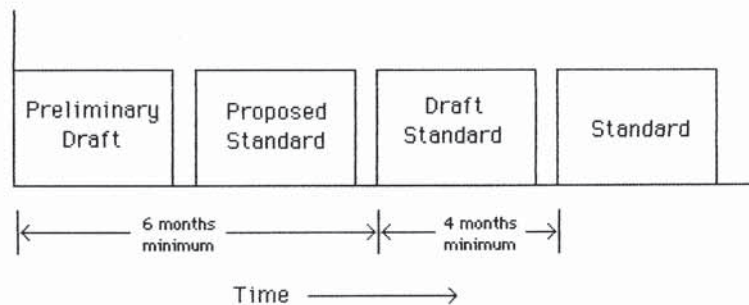 Preliminary
Draft
Proposed
Standard
Draft
Standard
Standard
6 months
minimum
4 months
minimum
Time